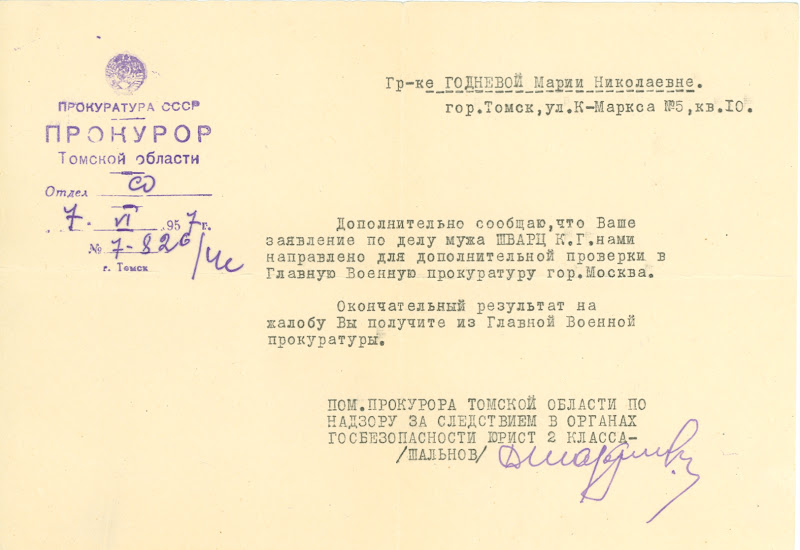 ПРОКУРАТУРА СССР
ПРОКУРОР
Томской области
Отдел СО
7. VI .957 г.
№ 7-826/чс
г. Томск
Гр-ке ГОДНЕВОЙ Марии Николаевне.
гор.Томск,ул.К-Маркса №5,кв.10.
Дополнительно сообщаю,что Ваше
заявление по делу мужа ШВАРЦ К.Г.нами
направлено для дополнительной проверки в
Главную Военную прокуратуру гор.Москва.
Окончательный результат на
жалобу Вы получите из Главной Военной
прокуратуры.
ПОМ.ПРОКУРОРА ТОМСКОЙ ОБЛАСТИ ПО
НАДЗОРУ ЗА СЛЕДСТВИЕМ В ОРГАНАХ
ГОСБЕЗОПАСНОСТИ ЮРИСТ 2 КЛАССА-
/ШАЛЬНОВ/